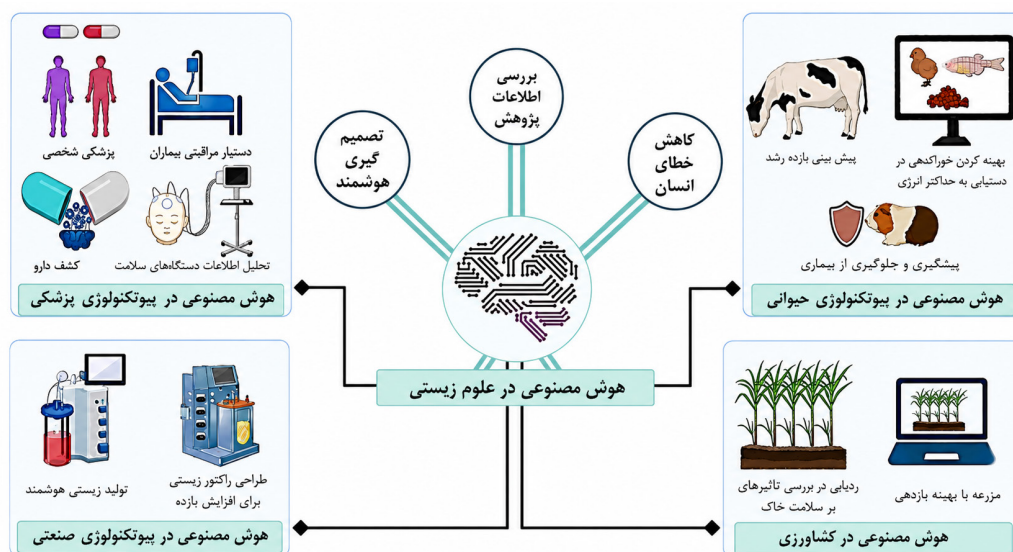 بررسی
اطلاعات
پژوهش
تصمیم
گیری
هوشمند
کاهش
خطای
انسان
پزشکی شخصی
دستیار مراقبتی بیماران
کشف دارو
تحلیل اطلاعات دستگاه‌های سلامت
هوش مصنوعی در پیوتکنولوژی پزشکی
پیش بینی بازده رشد
بهینه کردن خوراکدهی در
دستیابی به حداکثر انرژی
پیشگیری و جلوگیری از بیماری
هوش مصنوعی در پیوتکنولوژی حیوانی
هوش مصنوعی در علوم زیستی
تولید زیستی هوشمند
طراحی راکتور زیستی
برای افزایش بازده
هوش مصنوعی در پیوتکنولوژی صنعتی
ردیابی در بررسی تاثیرهای
بر سلامت خاک
مزرعه با بهینه بازدهی
هوش مصنوعی در کشاورزی